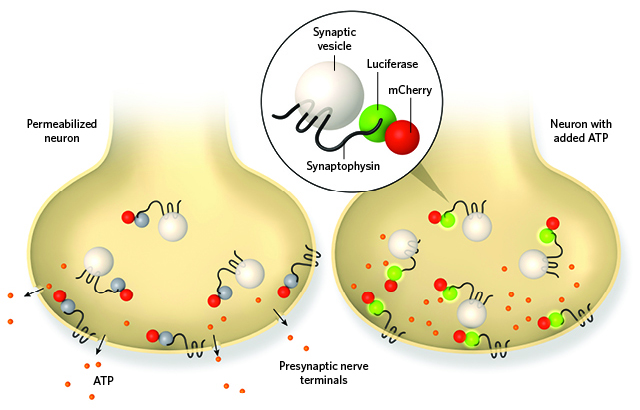 Synaptic
vesicle
Luciferase
mCherry
Synaptophysin
Permeabilized
neuron
Neuron with
added ATP
ATP
Presynaptic nerve
terminals